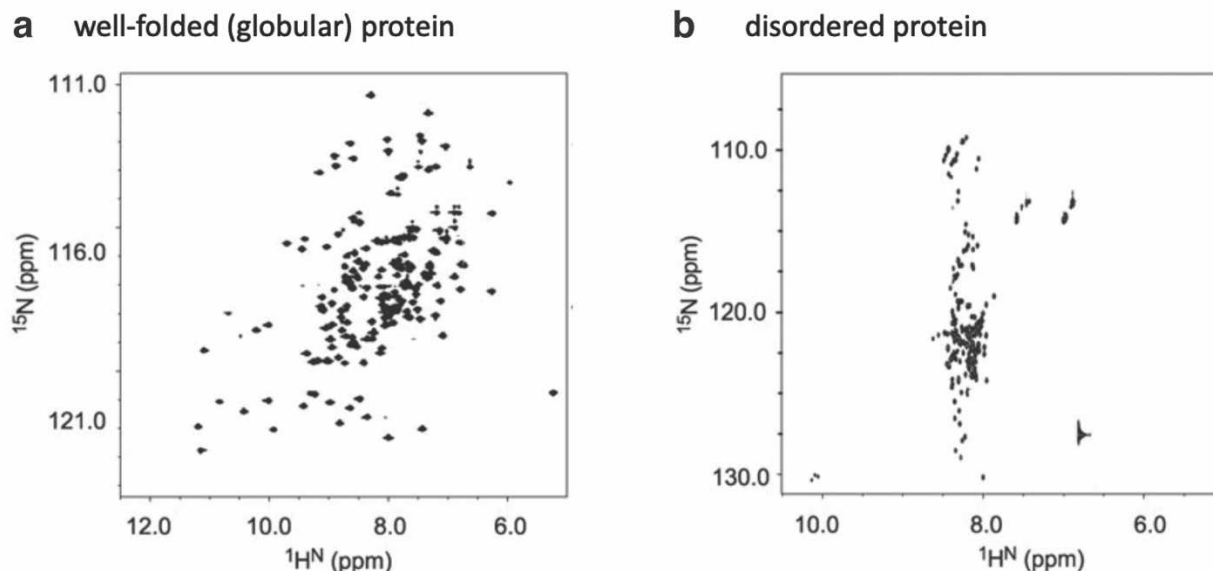 a well-folded (globular) protein
111.0
116.0
121.0
¹⁵N (ppm)
12.0 10.0 8.0 6.0
¹Hᴺ (ppm)
b disordered protein
110.0
120.0
130.0
¹⁵N (ppm)
10.0 8.0 6.0
¹Hᴺ (ppm)